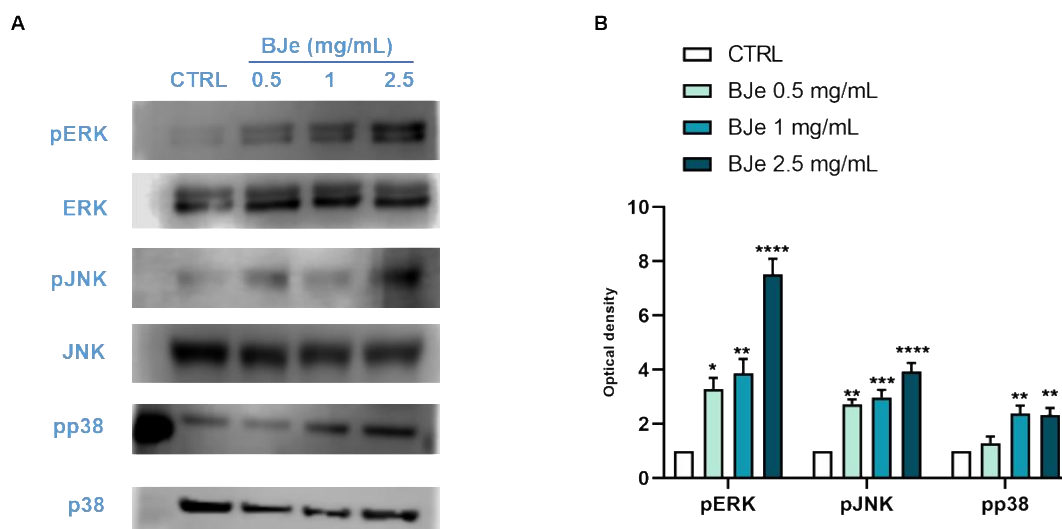 A
BJe (mg/mL)
CTRL 0.5 1 2.5
pERK
ERK
pJNK
JNK
pp38
p38
B
CTRL
BJe 0.5 mg/mL
BJe 1 mg/mL
BJe 2.5 mg/mL
Optical density
10
8
6
4
2
0
* ** ****
** *** ****
** **
pERK pJNK pp38